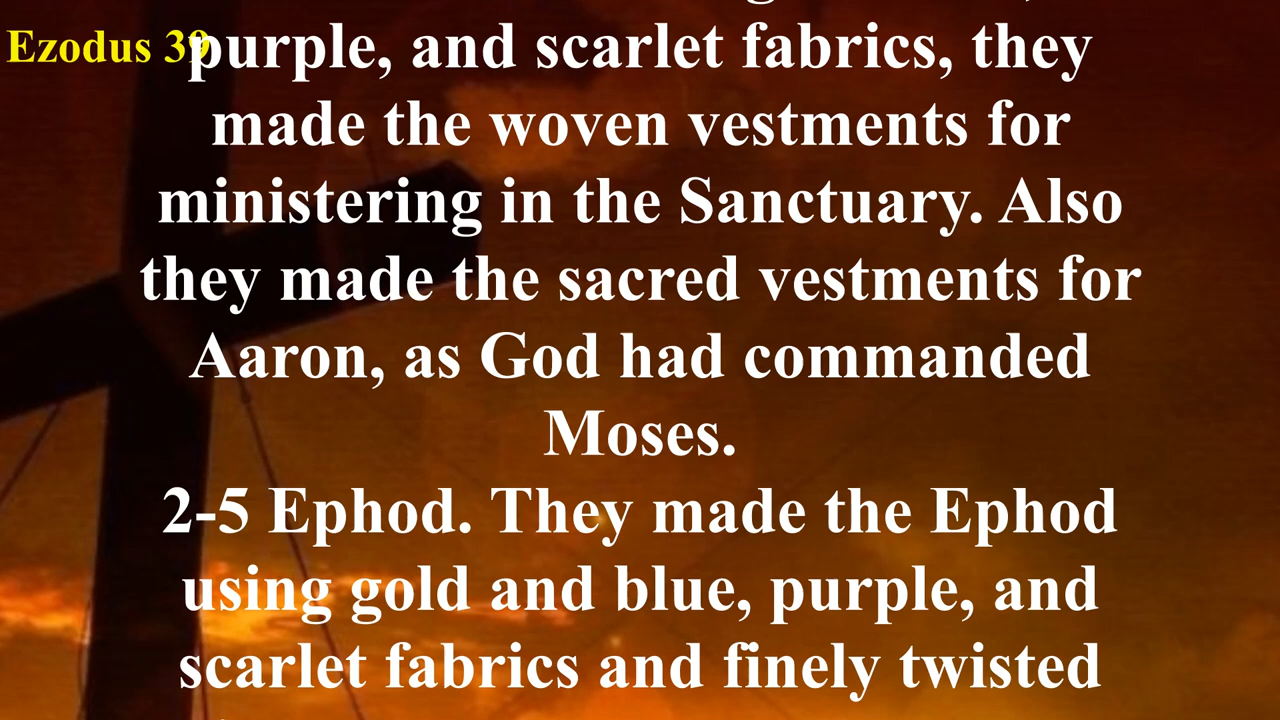 Ezodus 39
purple, and scarlet fabrics, they
made the woven vestments for
ministering in the Sanctuary. Also
they made the sacred vestments for
Aaron, as God had commanded
Moses.
2-5 Ephod. They made the Ephod
using gold and blue, purple, and
scarlet fabrics and finely twisted